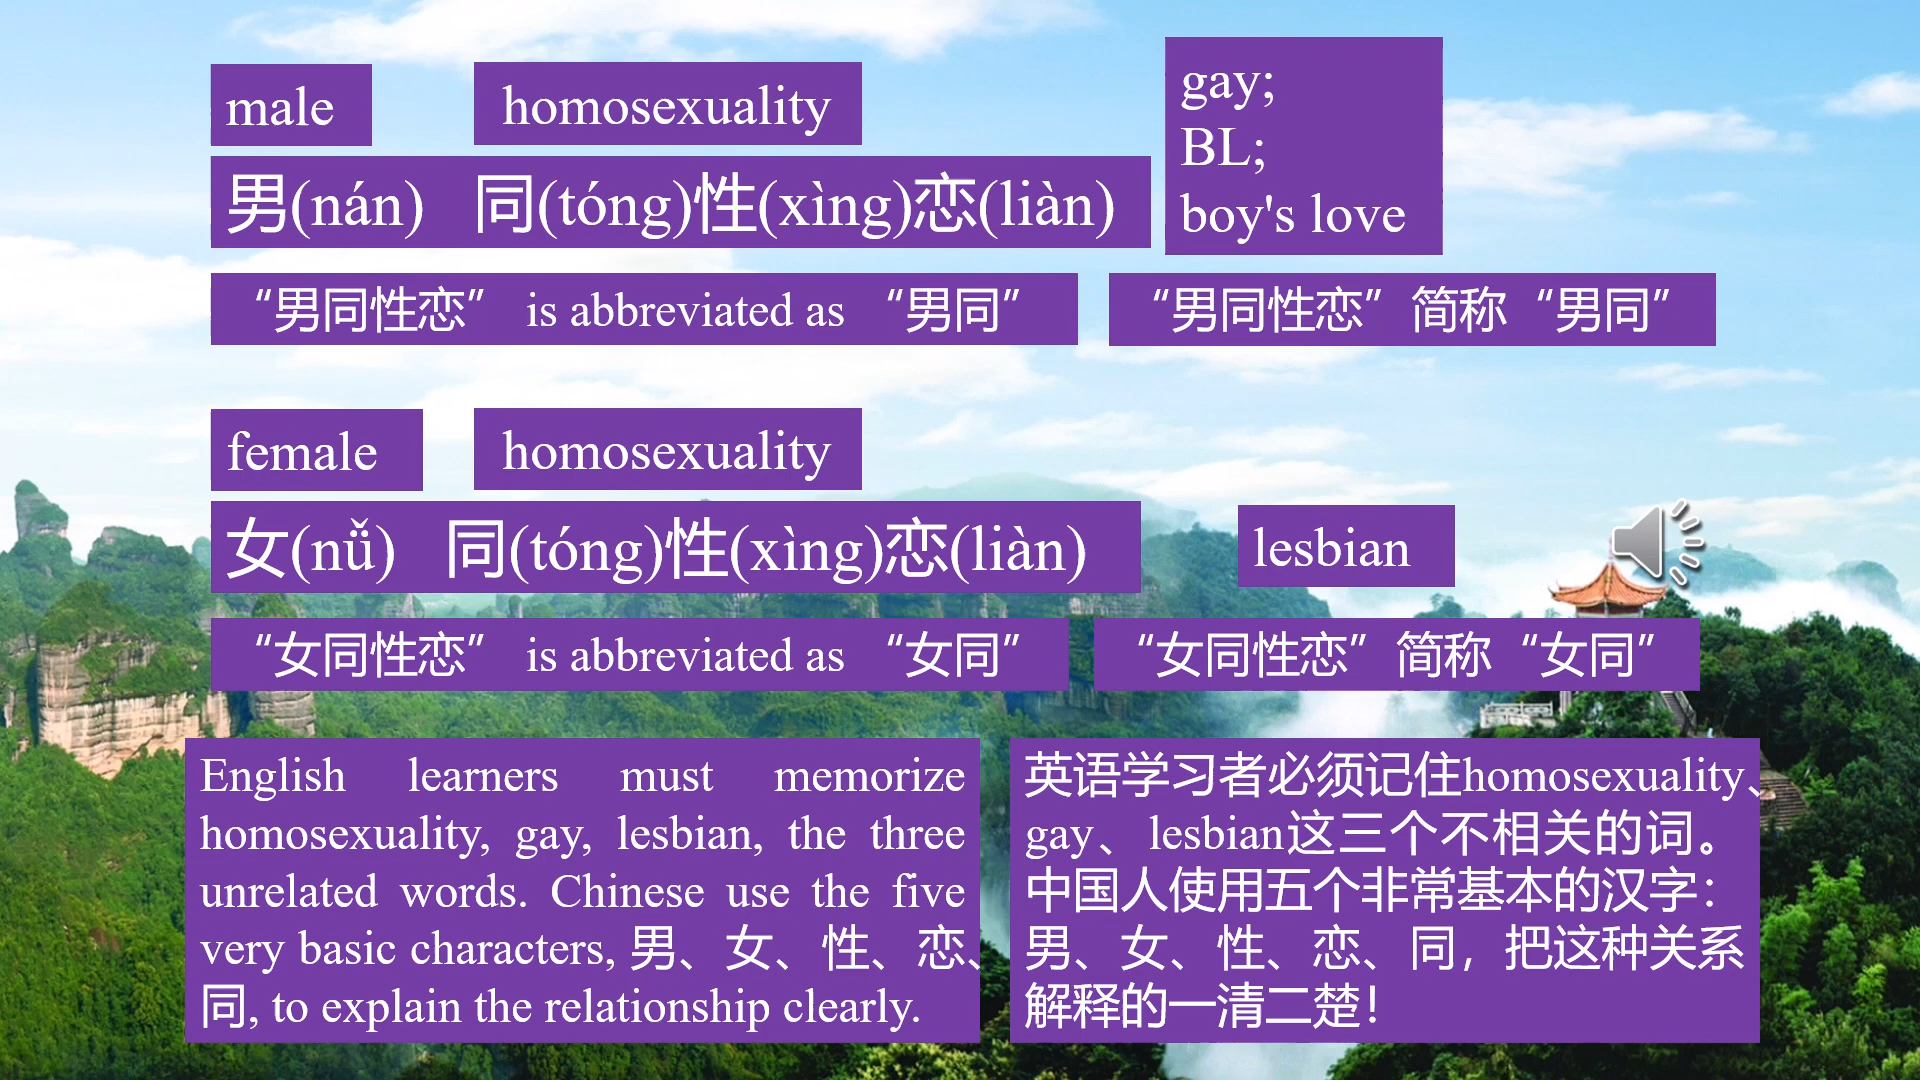 male
homosexuality
gay;
BL;
boy's love
男(nán) 同(tóng)性(xìng)恋(liàn)
“男同性恋” is abbreviated as “男同”
“男同性恋”简称“男同”
female
homosexuality
女(nǚ) 同(tóng)性(xìng)恋(liàn)
lesbian
“女同性恋” is abbreviated as “女同”
“女同性恋”简称“女同”
English learners must memorize
homosexuality, gay, lesbian, the three
unrelated words. Chinese use the five
very basic characters, 男、女、性、恋、
同, to explain the relationship clearly.
英语学习者必须记住homosexuality、
gay、lesbian这三个不相关的词。
中国人使用五个非常基本的汉字：
男、女、性、恋、同，把这种关系
解释的一清二楚！